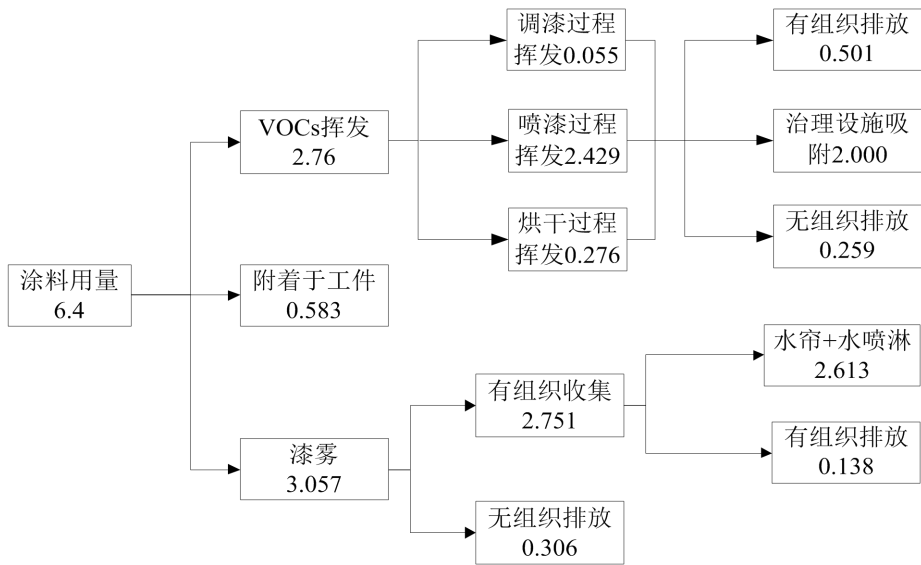 涂料用量
6.4
VOCs挥发
2.76
附着于工件
0.583
漆雾
3.057
调漆过程
挥发0.055
喷漆过程
挥发2.429
烘干过程
挥发0.276
有组织排放
0.501
治理设施吸
附2.000
无组织排放
0.259
有组织收集
2.751
无组织排放
0.306
水帘+水喷淋
2.613
有组织排放
0.138